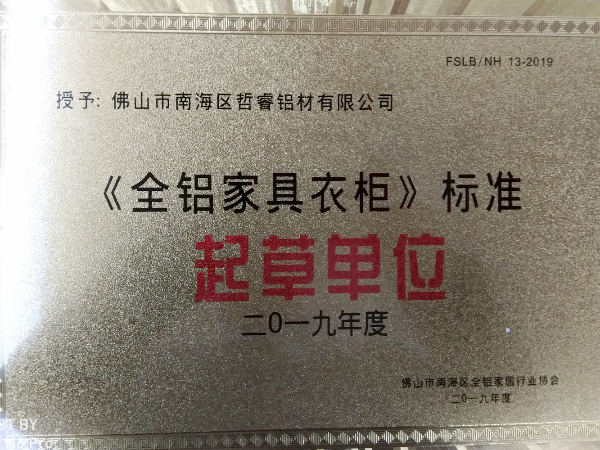 FSLB/NH 13-2019
授予: 佛山市南海区哲睿铝材有限公司
《全铝家具衣柜》标准
起草单位
二0一九年度
佛山市南海区全铝家居行业协会
二0一九年度
ST BY